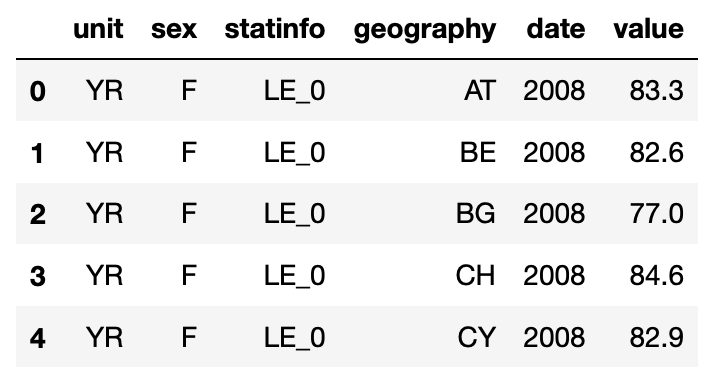 unit sex statinfo geography date value
0 YR F LE_0 AT 2008 83.3
1 YR F LE_0 BE 2008 82.6
2 YR F LE_0 BG 2008 77.0
3 YR F LE_0 CH 2008 84.6
4 YR F LE_0 CY 2008 82.9